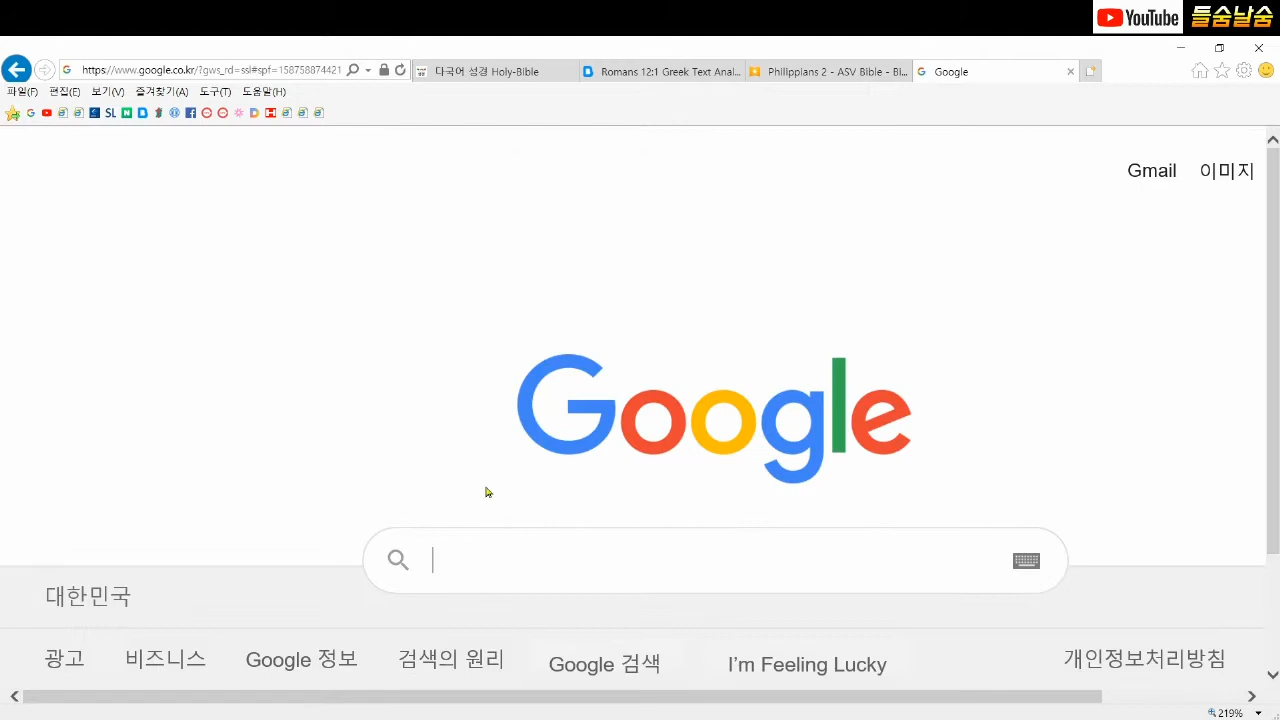 YouTube 들숨날숨
https://www.google.co.kr/?gws_rd=ssl#spf=158758874421
다국어 성경 Holy-Bible
Romans 12:1 Greek Text Anal...
Philippians 2 - ASV Bible - Bi...
Google
파일(F) 편집(E) 보기(V) 즐겨찾기(A) 도구(T) 도움말(H)
SL
Gmail 이미지
Google
대한민국
광고 비즈니스 Google 정보 검색의 원리 Google 검색 I'm Feeling Lucky 개인정보처리방침
219%